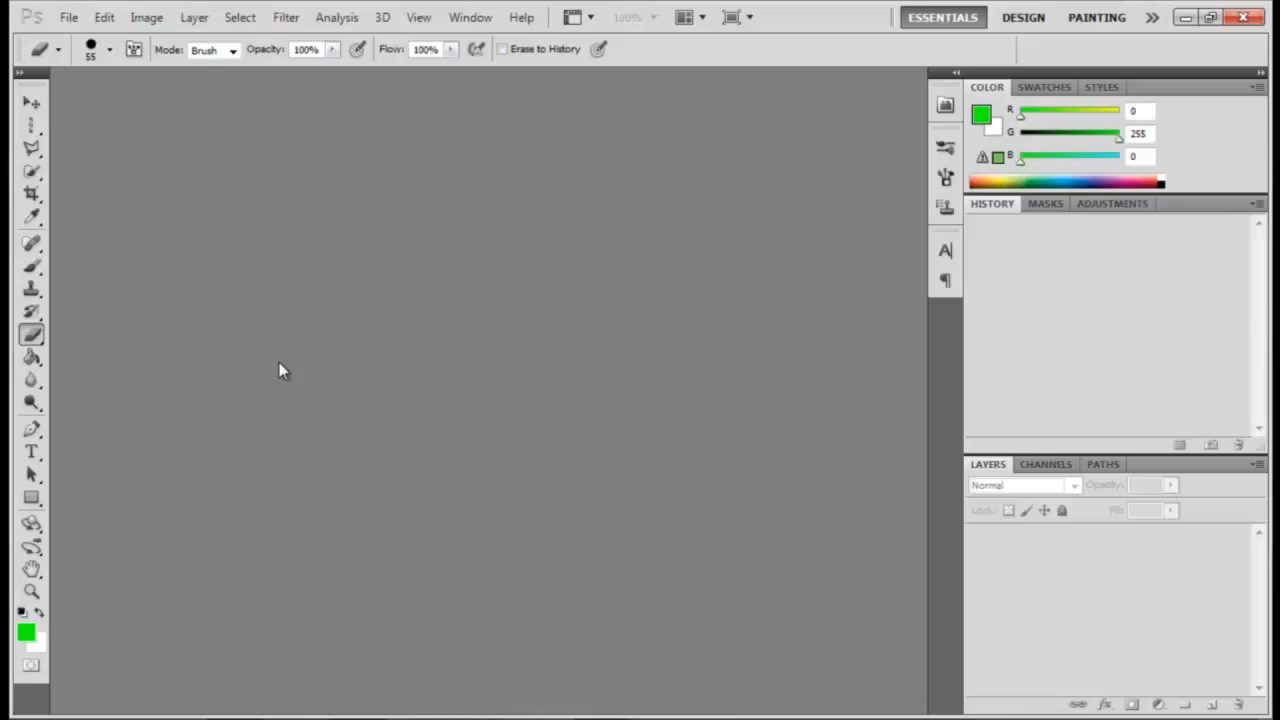 Ps File Edit Image Layer Select Filter Analysis 3D View Window Help 100% ESSENTIALS DESIGN PAINTING
55 Mode: Brush Opacity: 100% Flow: 100% Erase to History
COLOR SWATCHES STYLES
R 0
G 255
B 0
HISTORY MASKS ADJUSTMENTS
A
T
LAYERS CHANNELS PATHS
Normal Opacity:
Lock: Fill:
fx